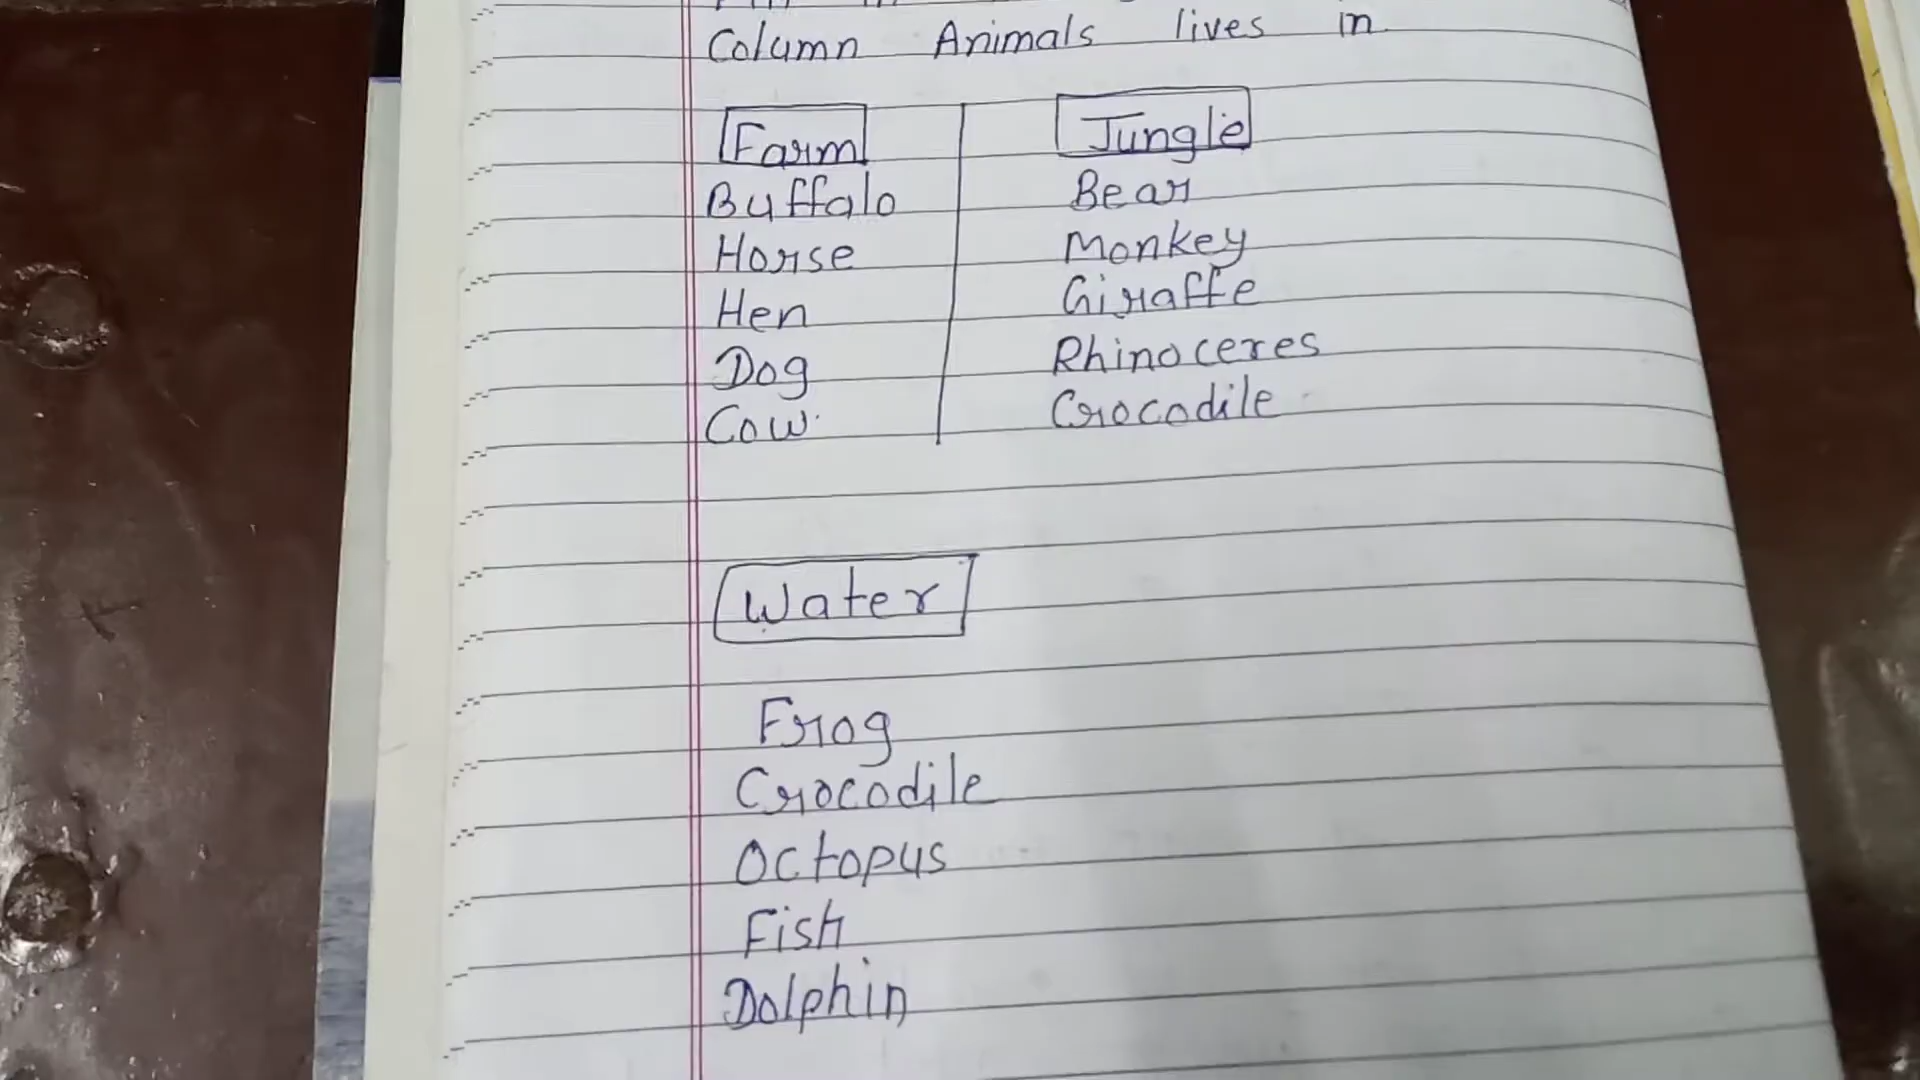 Column Animals lives in
Farm Jungle
Buffalo Bear
Horse Monkey
Hen Giraffe
Dog Rhinoceres
Cow Crocodile
Water
Frog
Crocodile
Octopus
Fish
Dolphin